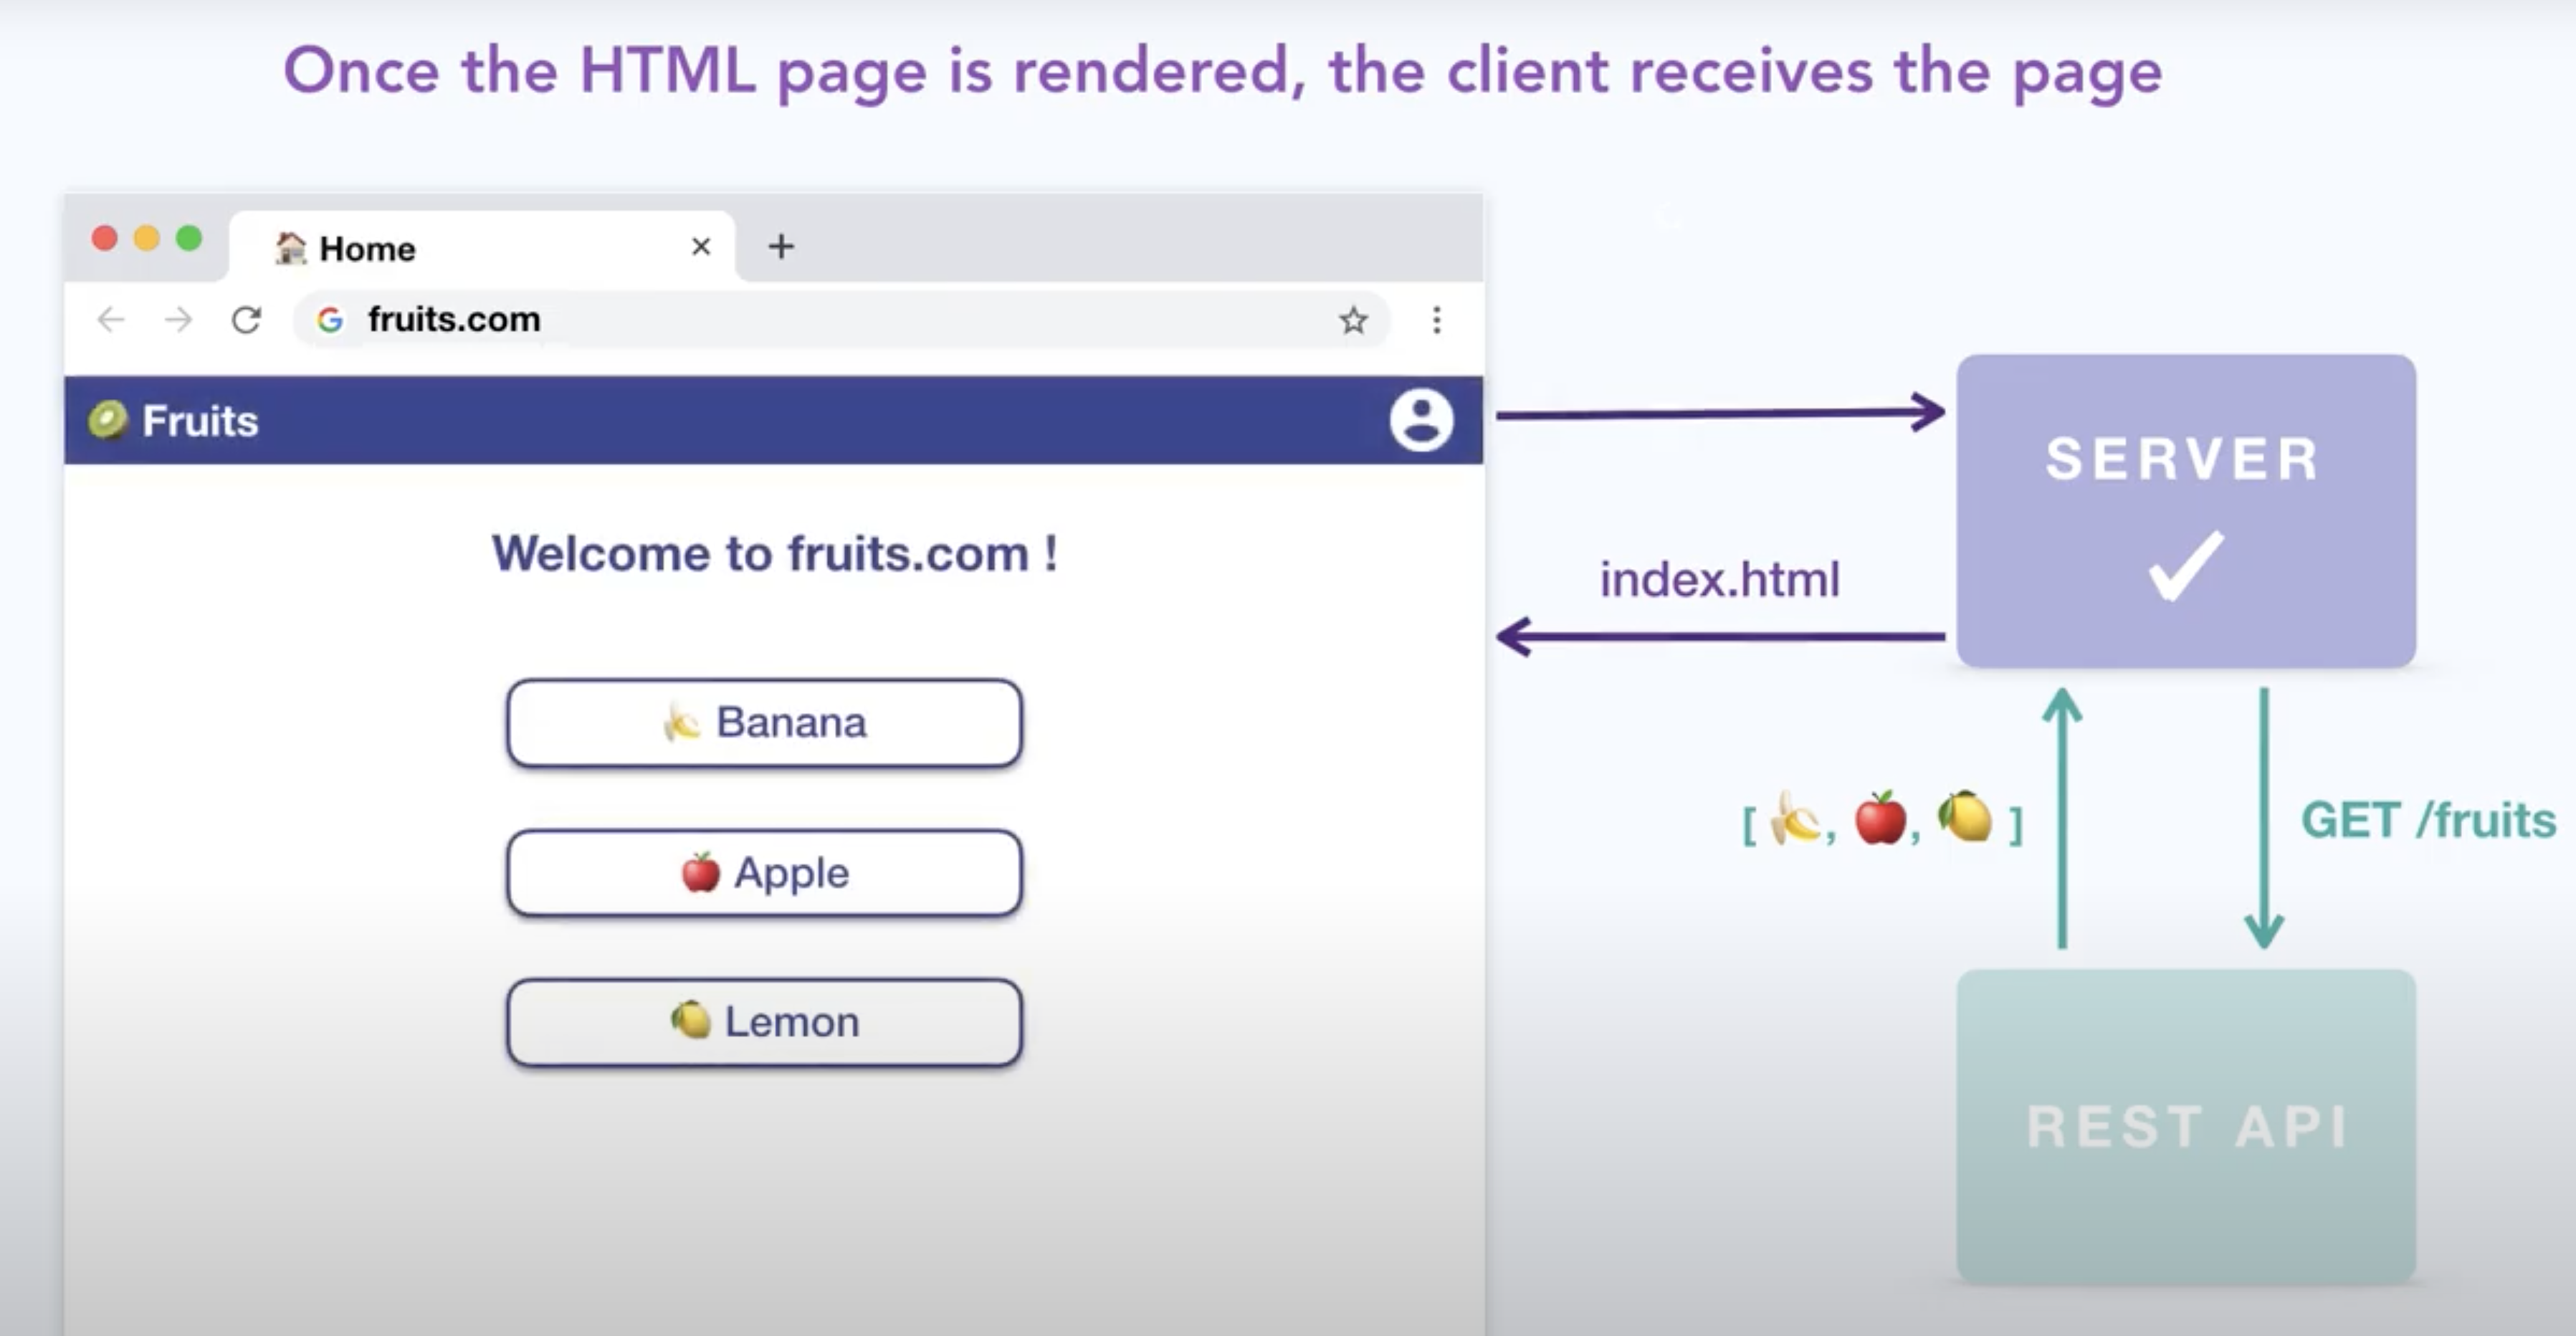 Once the HTML page is rendered, the client receives the page
Home
fruits.com
Fruits
Welcome to fruits.com !
Banana
Apple
Lemon
SERVER
index.html
[ , , ]
GET /fruits
REST API